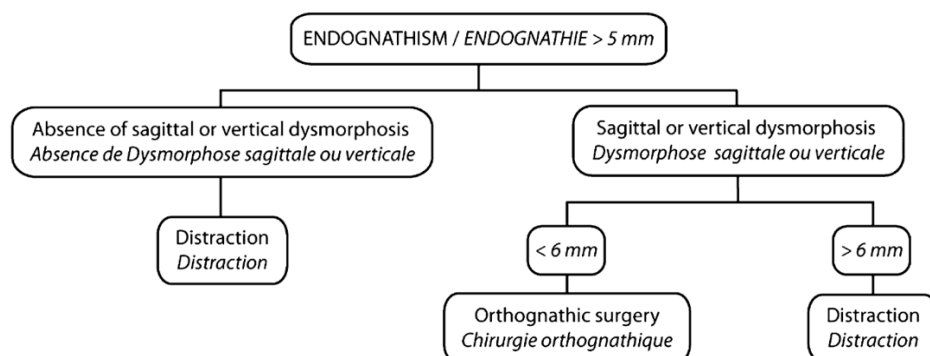 ENDOGNATHISM / ENDOGNATHIE > 5 mm
Absence of sagittal or vertical dysmorphosis
Absence de Dysmorphose sagittale ou verticale
Sagittal or vertical dysmorphosis
Dysmorphose sagittale ou verticale
Distraction
Distraction
< 6 mm
> 6 mm
Orthognathic surgery
Chirurgie orthognathique
Distraction
Distraction